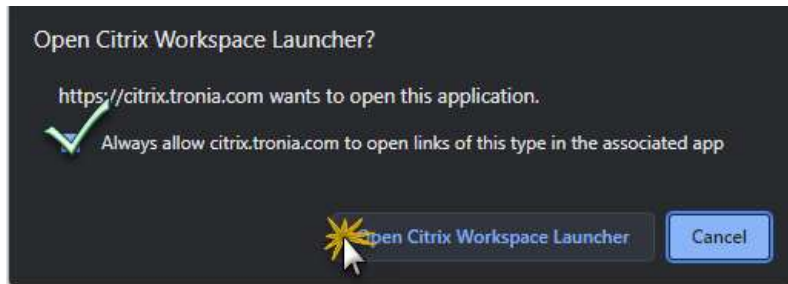 Open Citrix Workspace Launcher?
https://citrix.tronia.com wants to open this application.
Always allow citrix.tronia.com to open links of this type in the associated app
Open Citrix Workspace Launcher
Cancel